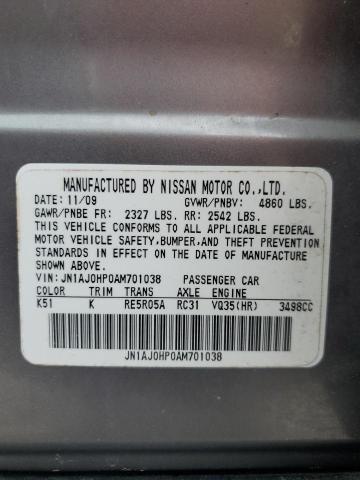 MANUFACTURED BY NISSAN MOTOR CO.,LTD.
DATE: 11/09 GVWR/PNBV: 4860 LBS.
GAWR/PNBE FR: 2327 LBS. RR: 2542 LBS.
THIS VEHICLE CONFORMS TO ALL APPLICABLE FEDERAL
MOTOR VEHICLE SAFETY,BUMPER,AND THEFT PREVENTION
STANDARDS IN EFFECT ON THE DATE OF MANUFACTURE
SHOWN ABOVE.
VIN: JN1AJ0HP0AM701038 PASSENGER CAR
COLOR TRIM TRANS AXLE ENGINE
K51 K RE5R05A RC31 VQ35(HR) 3498CC
JN1AJ0HP0AM701038